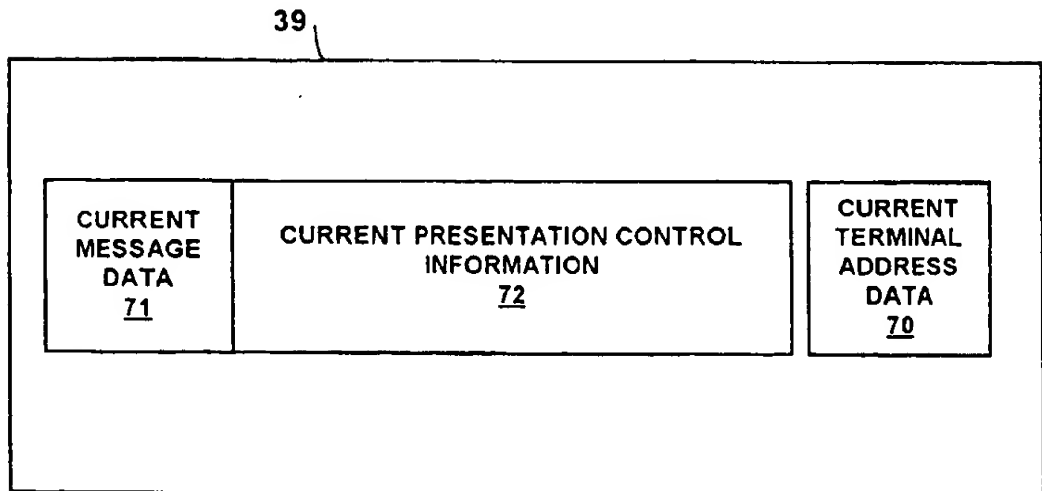 39
CURRENT
MESSAGE
DATA
71
CURRENT PRESENTATION CONTROL
INFORMATION
72
CURRENT
TERMINAL
ADDRESS
DATA
70